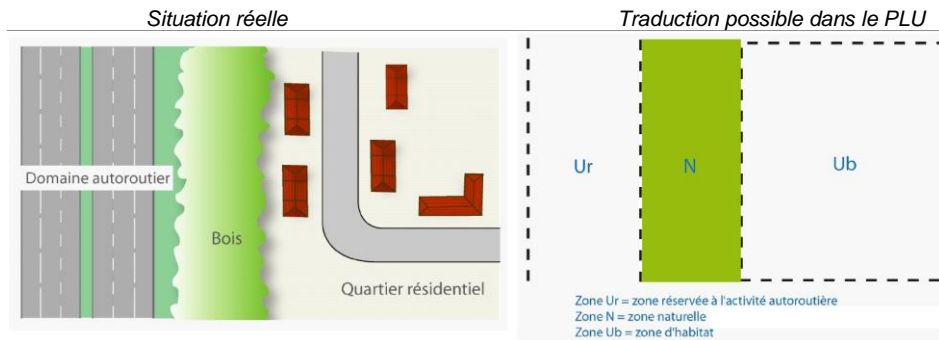 Situation réelle
Traduction possible dans le PLU
Domaine autoroutier
Bois
Quartier résidentiel
Ur
N
Ub
Zone Ur = zone réservée à l'activité autoroutière
Zone N = zone naturelle
Zone Ub = zone d'habitat